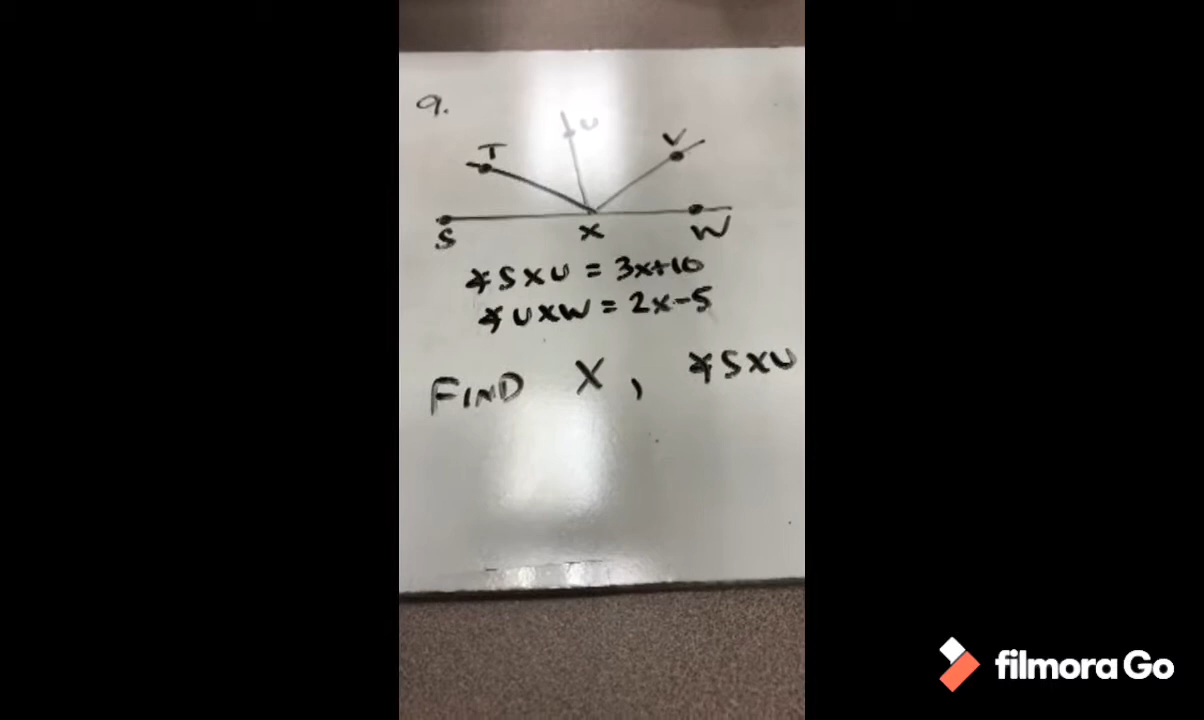 9.
U
T
V
S
X
W
∡SXU = 3x+10
∡UXW = 2x-5
FIND X, ∡SXU
filmora Go